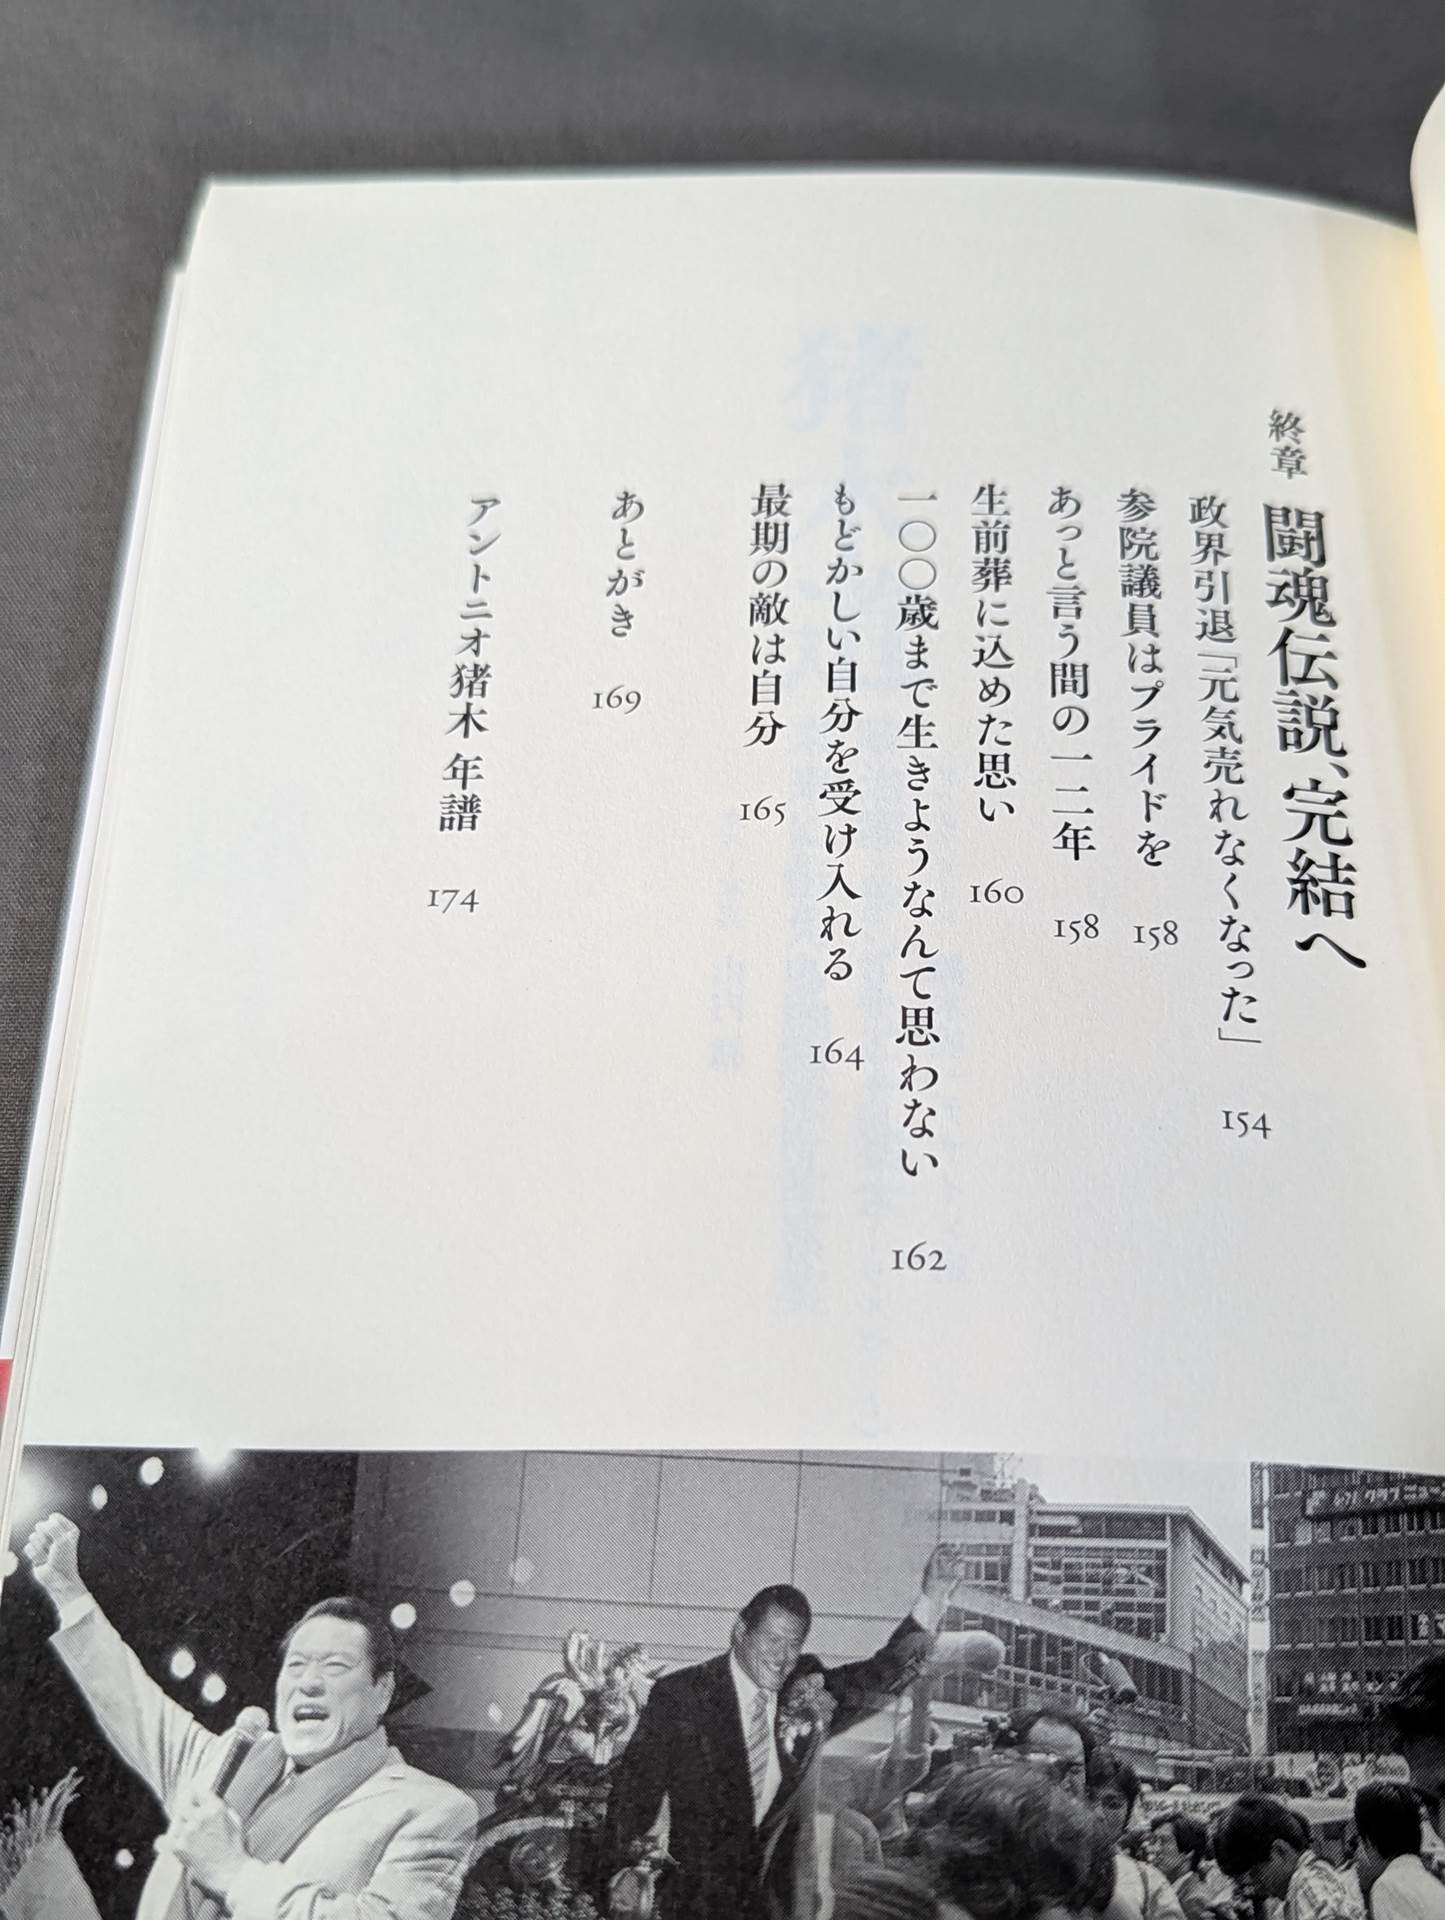 終章 闘魂伝説、完結へ
政界引退「元気売れなくなった」 154
参院議員はプライドを 158
あっと言う間の一二年 158
生前葬に込めた思い 160
一〇〇歳まで生きようなんて思わない 162
もどかしい自分を受け入れる 164
最期の敵は自分 165
あとがき 169
アントニオ猪木 年譜 174